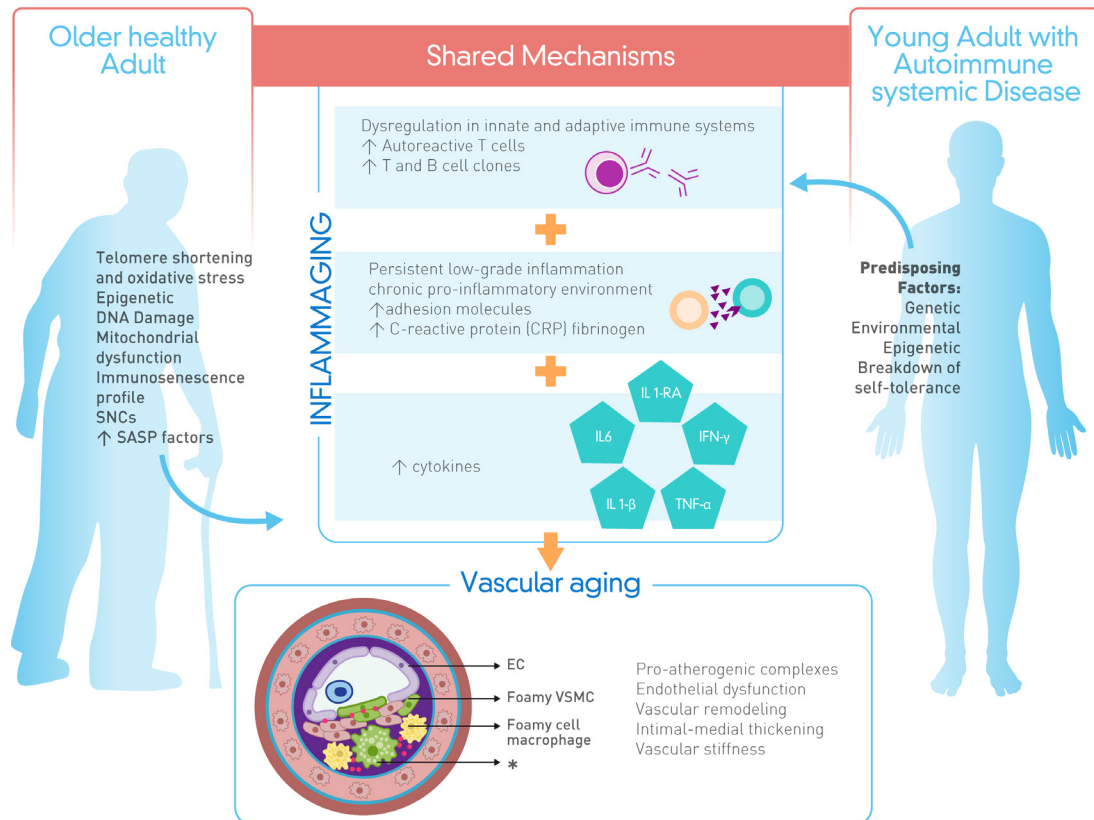 Older healthy
Adult
Shared Mechanisms
Young Adult with
Autoimmune
systemic Disease
Telomere shortening
and oxidative stress
Epigenetic
DNA Damage
Mitochondrial
dysfunction
Immunosenescence
profile
SNCs
↑ SASP factors
INFLAMMAGING
Dysregulation in innate and adaptive immune systems
↑ Autoreactive T cells
↑ T and B cell clones
Persistent low-grade inflammation
chronic pro-inflammatory environment
↑adhesion molecules
↑ C-reactive protein (CRP) fibrinogen
↑ cytokines
IL 1-RA
IL6
IFN-γ
IL 1-β
TNF-α
Predisposing
Factors:
Genetic
Environmental
Epigenetic
Breakdown of
self-tolerance
Vascular aging
EC
Foamy VSMC
Foamy cell
macrophage
*
Pro-atherogenic complexes
Endothelial dysfunction
Vascular remodeling
Intimal-medial thickening
Vascular stiffness